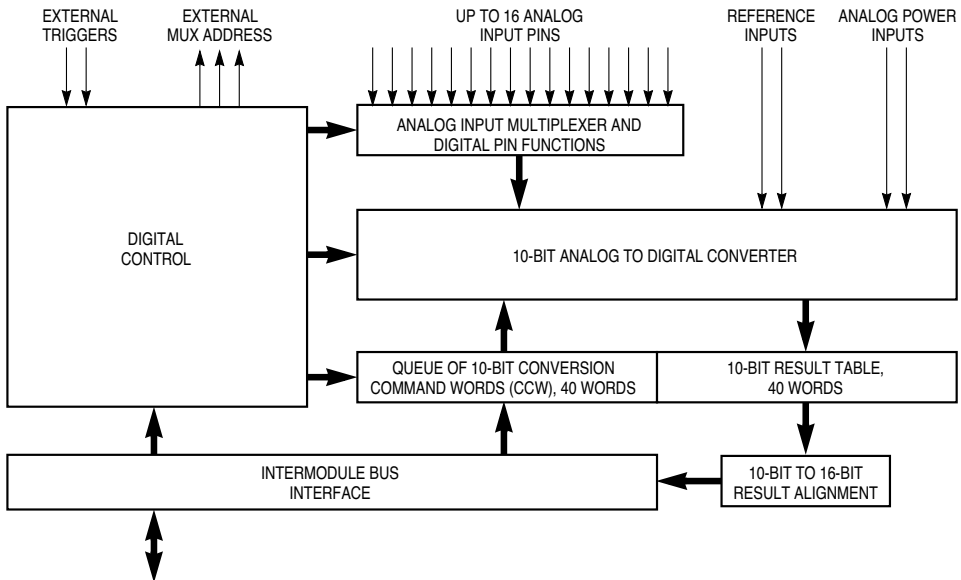 EXTERNAL
TRIGGERS
EXTERNAL
MUX ADDRESS
UP TO 16 ANALOG
INPUT PINS
REFERENCE
INPUTS
ANALOG POWER
INPUTS
ANALOG INPUT MULTIPLEXER AND
DIGITAL PIN FUNCTIONS
DIGITAL
CONTROL
10-BIT ANALOG TO DIGITAL CONVERTER
QUEUE OF 10-BIT CONVERSION
COMMAND WORDS (CCW), 40 WORDS
10-BIT RESULT TABLE,
40 WORDS
INTERMODULE BUS
INTERFACE
10-BIT TO 16-BIT
RESULT ALIGNMENT